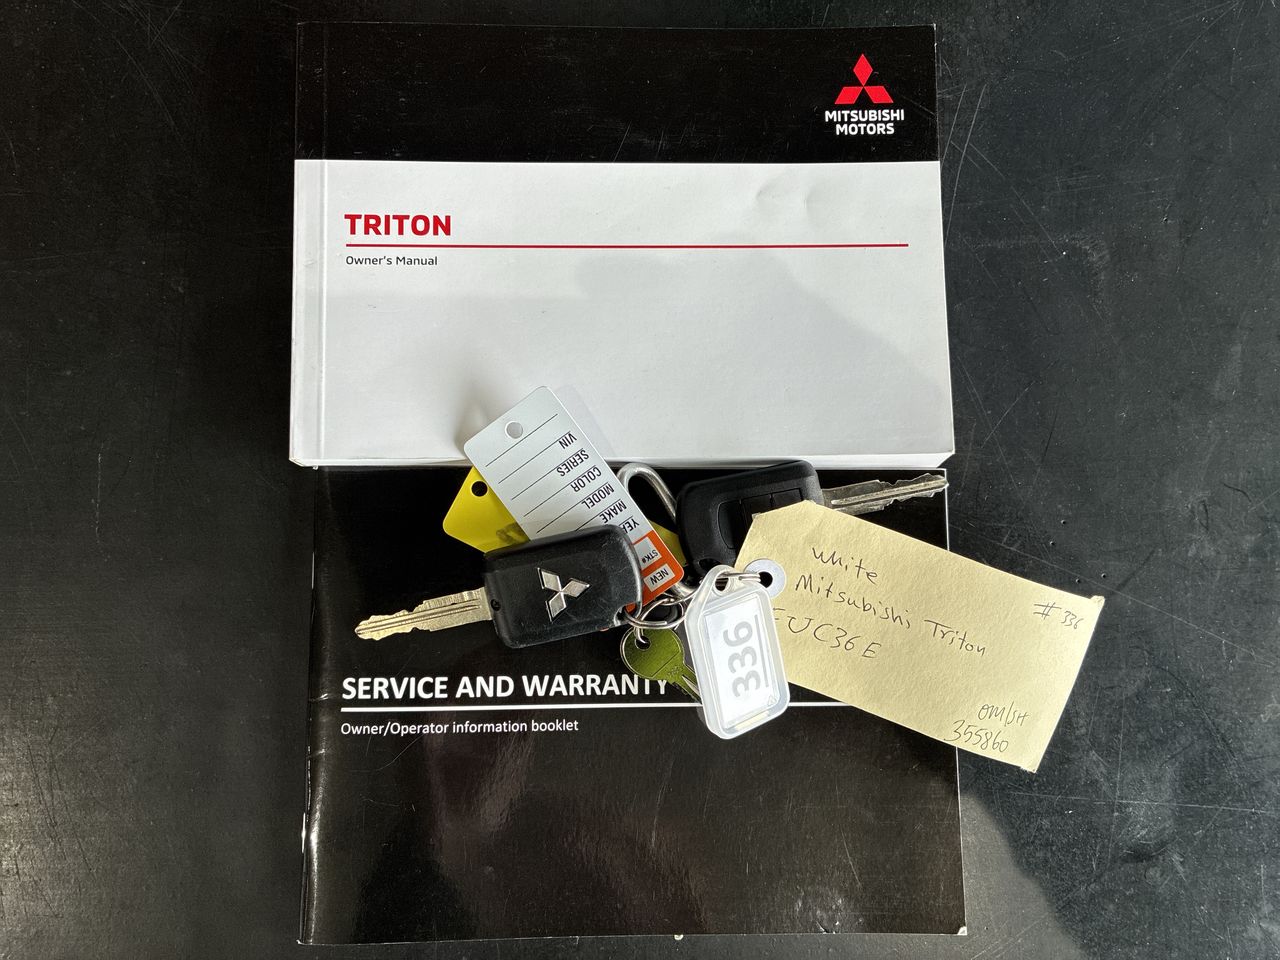 MITSUBISHI
MOTORS
TRITON
Owner's Manual
VIN
SERIES
COLOR
MODEL
MAKE
STK#
NEW
White
Mitsubishi Triton
#336
336
OM/SH
355860
SERVICE AND WARRANTY
Owner/Operator information booklet